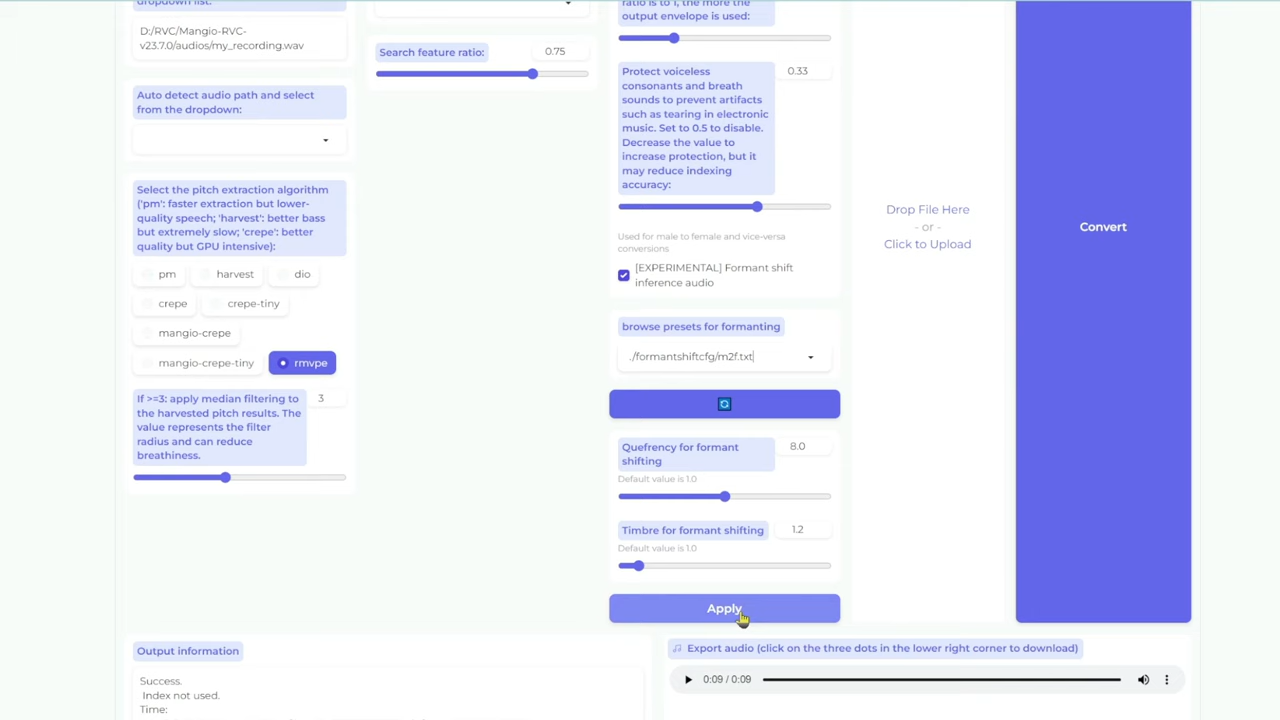 dropdown list:
D:/RVC/Mangio-RVC-
v23.7.0/audios/my_recording.wav
Auto detect audio path and select
from the dropdown:
Select the pitch extraction algorithm
('pm': faster extraction but lower-
quality speech; 'harvest': better bass
but extremely slow; 'crepe': better
quality but GPU intensive):
pm
harvest
dio
crepe
crepe-tiny
mangio-crepe
mangio-crepe-tiny
rmvpe
If >=3: apply median filtering to
the harvested pitch results. The
value represents the filter
radius and can reduce
breathiness.
3
Search feature ratio:
0.75
ratio is to 1, the more the
output envelope is used:
Protect voiceless
consonants and breath
sounds to prevent artifacts
such as tearing in electronic
music. Set to 0.5 to disable.
Decrease the value to
increase protection, but it
may reduce indexing
accuracy:
0.33
Used for male to female and vice-versa
conversions
[EXPERIMENTAL] Formant shift
inference audio
browse presets for formanting
./formantshiftcfg/m2f.txt
Quefrency for formant
shifting
8.0
Default value is 1.0
Timbre for formant shifting
1.2
Default value is 1.0
Apply
Drop File Here
- or -
Click to Upload
Convert
Output information
Success.
Index not used.
Time:
Export audio (click on the three dots in the lower right corner to download)
0:09 / 0:09